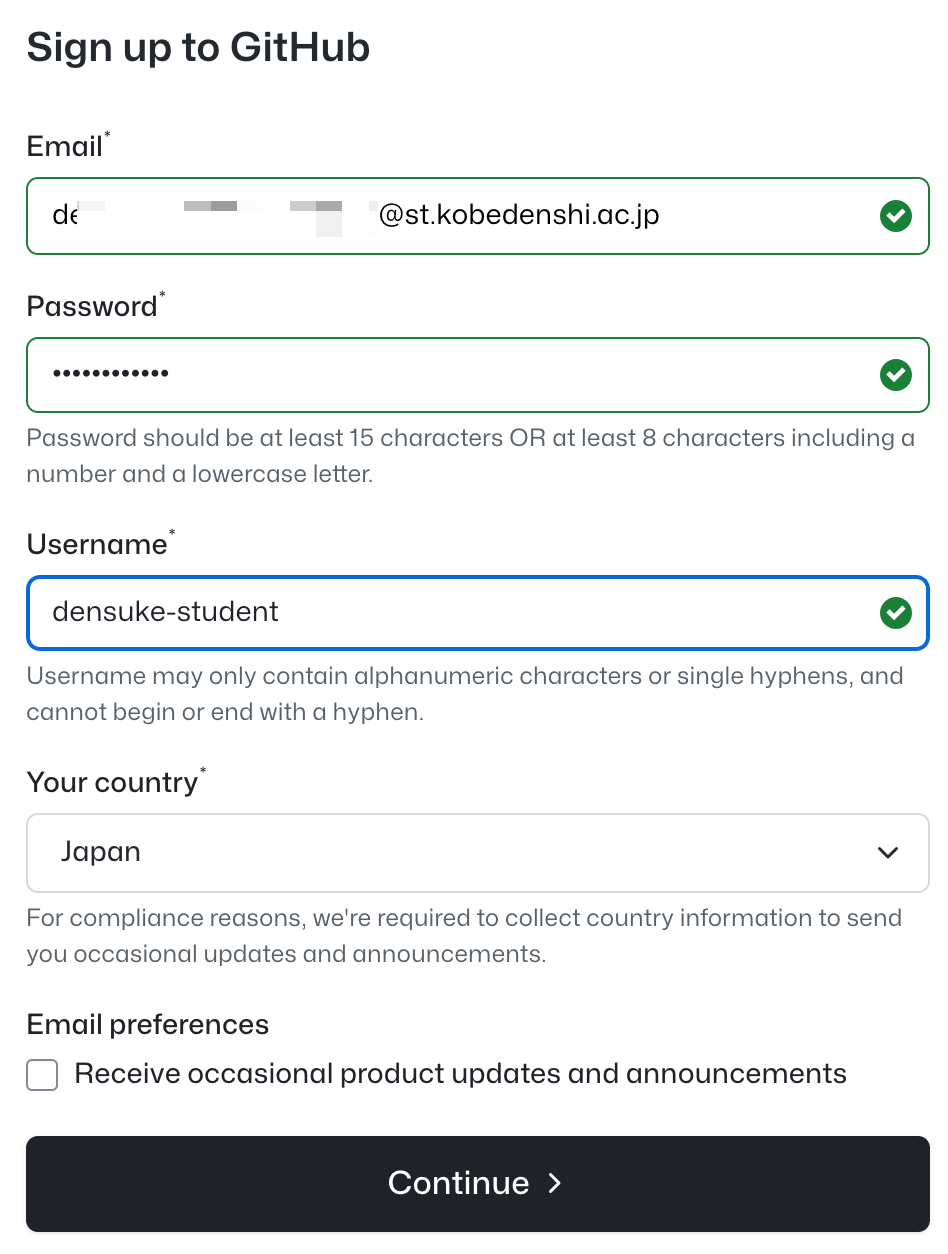 Sign up to GitHub
Email*
@st.kobedenshi.ac.jp
Password*
••••••••••••
Password should be at least 15 characters OR at least 8 characters including a
number and a lowercase letter.
Username*
densuke-student
Username may only contain alphanumeric characters or single hyphens, and
cannot begin or end with a hyphen.
Your country*
Japan
For compliance reasons, we're required to collect country information to send
you occasional updates and announcements.
Email preferences
Receive occasional product updates and announcements
Continue